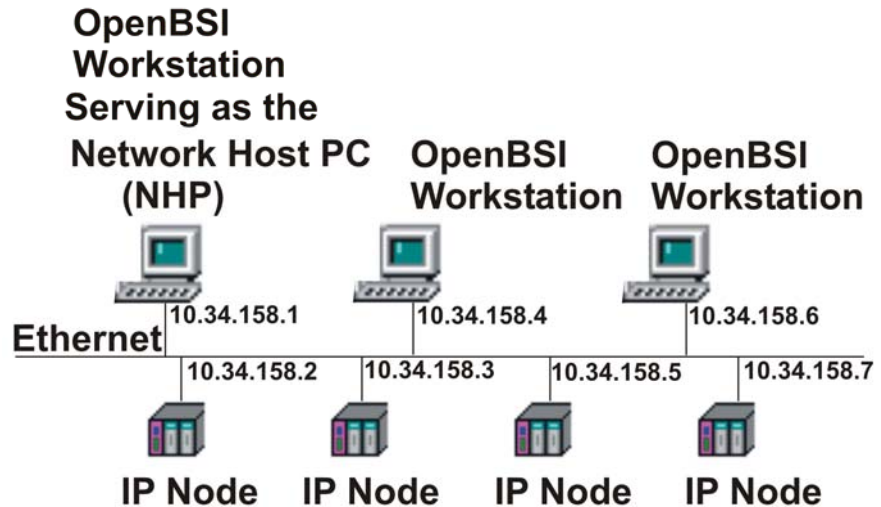 OpenBSI
Workstation
Serving as the
Network Host PC
(NHP)
OpenBSI
Workstation
OpenBSI
Workstation
10.34.158.1
10.34.158.4
10.34.158.6
Ethernet
10.34.158.2
10.34.158.3
10.34.158.5
10.34.158.7
IP Node
IP Node
IP Node
IP Node